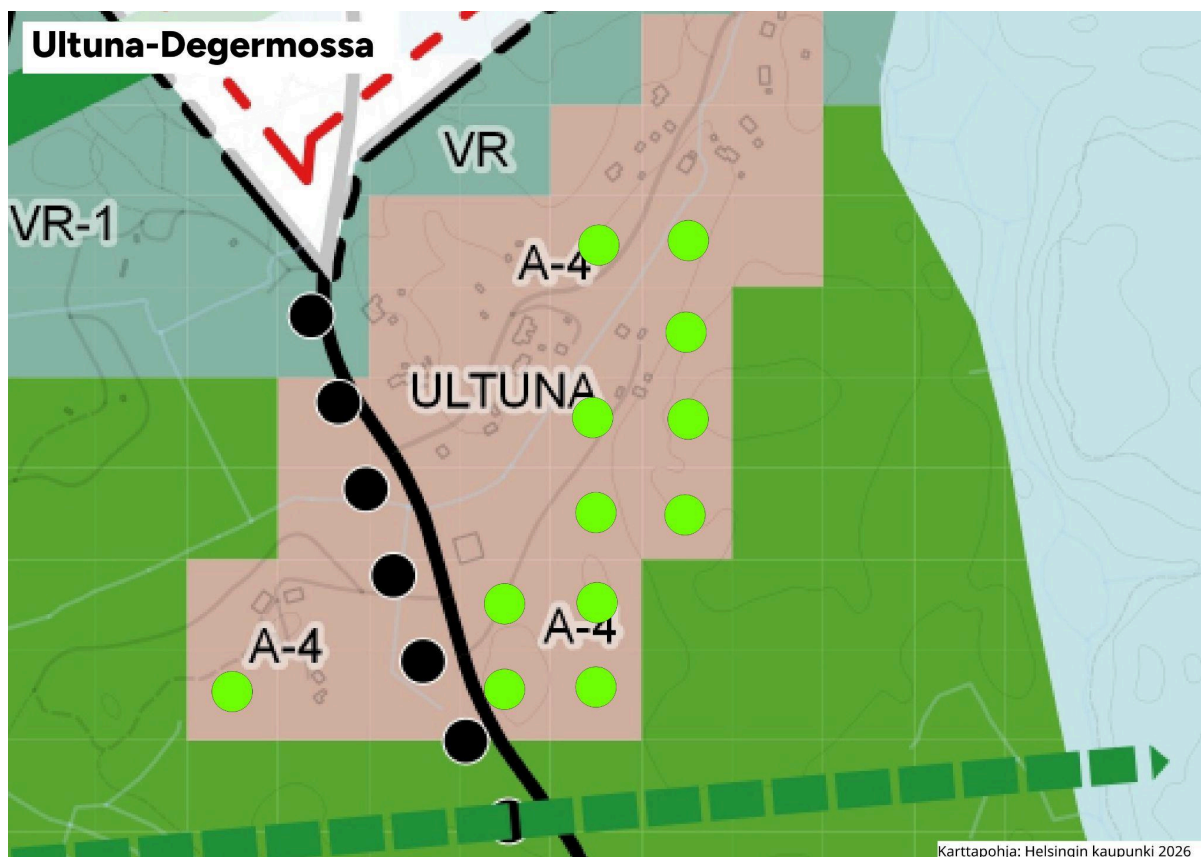 Ultuna-Degermossa
VR
VR-1
A-4
ULTUNA
A-4
A-4
Karttapohja: Helsingin kaupunki 2026